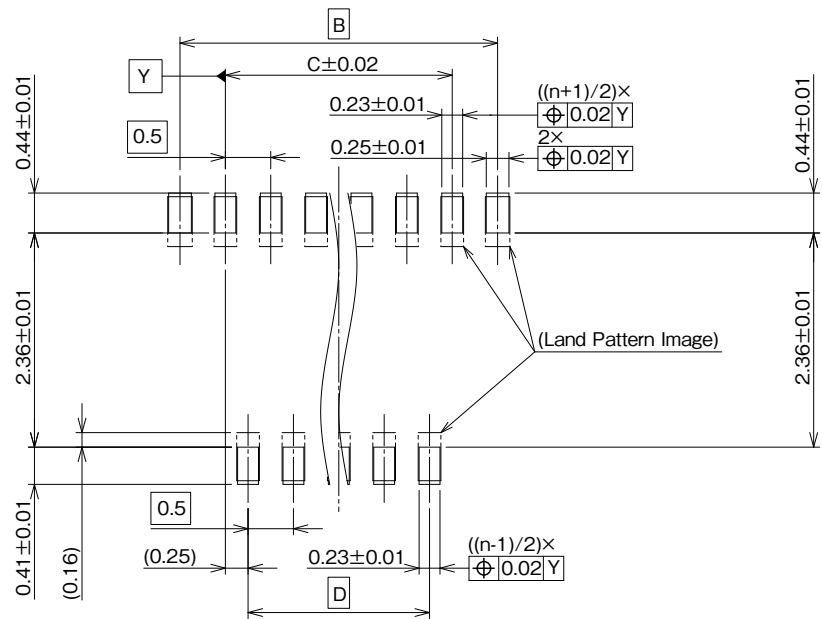 B
Y
C±0.02
((n+1)/2)×
0.23±0.01
⌖ 0.02 Y
0.44±0.01
0.5
2×
0.25±0.01
⌖ 0.02 Y
0.44±0.01
2.36±0.01
(Land Pattern Image)
2.36±0.01
0.41±0.01
(0.16)
0.5
(0.25)
0.23±0.01
((n-1)/2)×
⌖ 0.02 Y
D